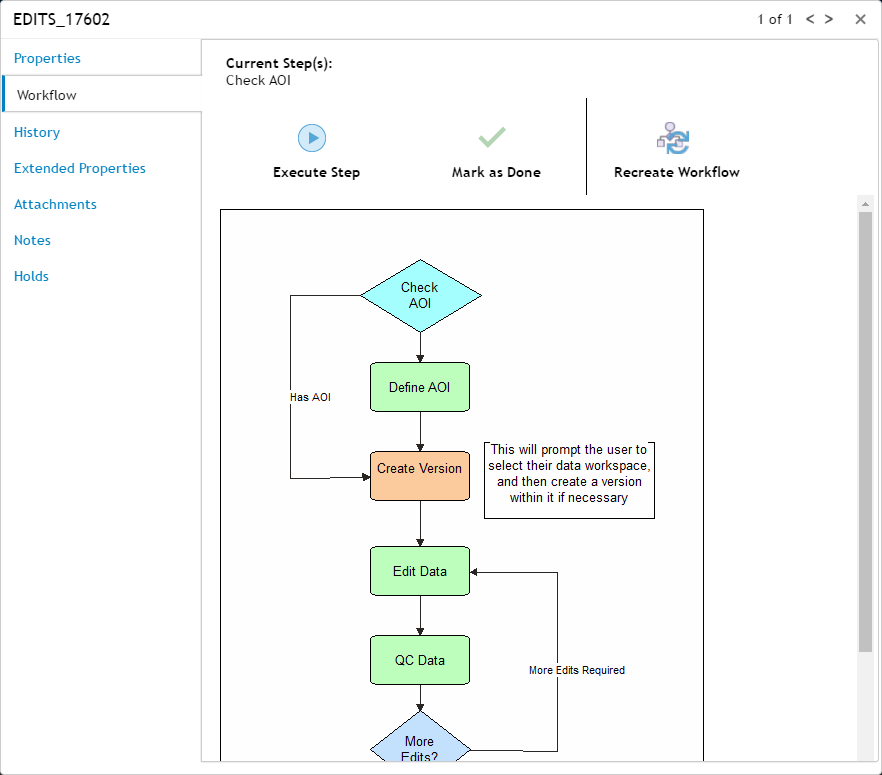 EDITS_17602
1 of 1 < >
Properties
Workflow
History
Extended Properties
Attachments
Notes
Holds
Current Step(s):
Check AOI
Execute Step
Mark as Done
Recreate Workflow
Check
AOI
Define AOI
Has AOI
Create Version
This will prompt the user to
select their data workspace,
and then create a version
within it if necessary
Edit Data
QC Data
More Edits Required
More
Edits?